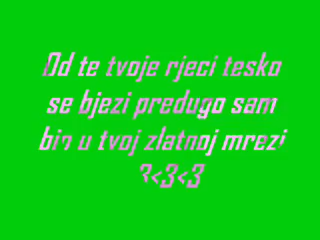 Od te tvoje rjeci tesko
se bjezi predugo sam
bio u tvoj zlatnoj mrezi
?<3<3